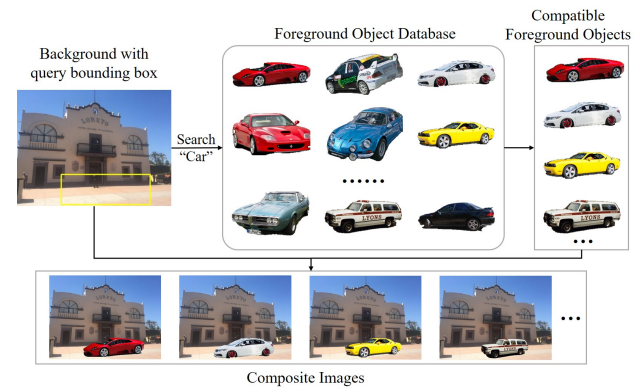 Background with
query bounding box
Foreground Object Database
Compatible
Foreground Objects
Search
“Car”
LYONS
Composite Images